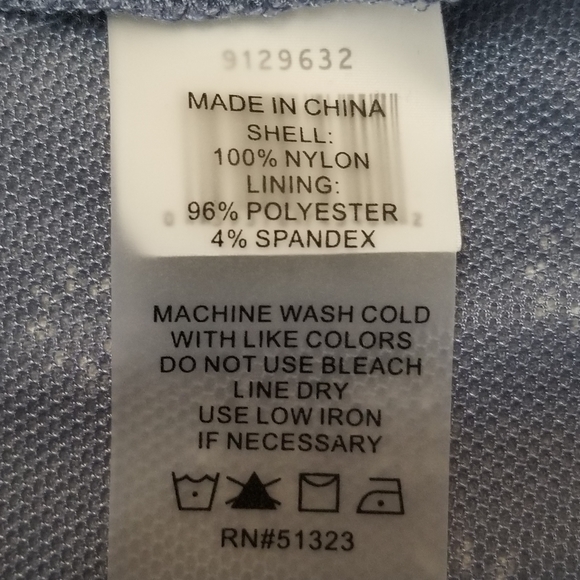 9129632
MADE IN CHINA
SHELL:
100% NYLON
LINING:
96% POLYESTER
4% SPANDEX
MACHINE WASH COLD
WITH LIKE COLORS
DO NOT USE BLEACH
LINE DRY
USE LOW IRON
IF NECESSARY
RN#51323